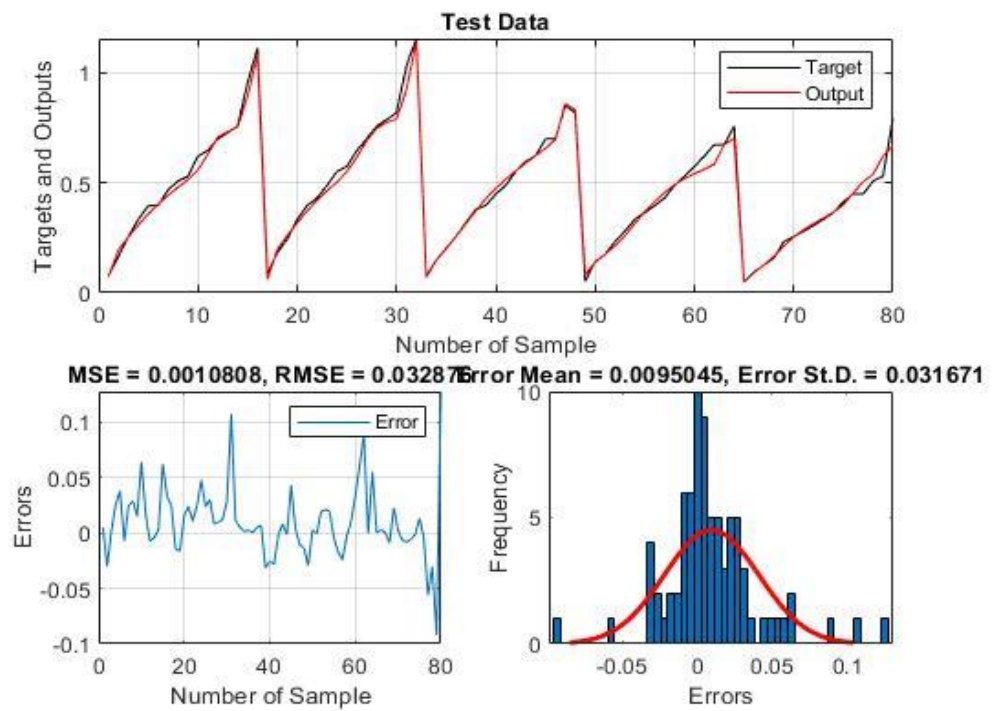 Test Data
Targets and Outputs
1
0.5
0
Target
Output
0 10 20 30 40 50 60 70 80
Number of Sample
MSE = 0.0010808, RMSE = 0.032876
Errors
0.1
0.05
0
-0.05
-0.1
Error
0 20 40 60 80
Number of Sample
Error Mean = 0.0095045, Error St.D. = 0.031671
Frequency
10
5
0
-0.05 0 0.05 0.1
Errors